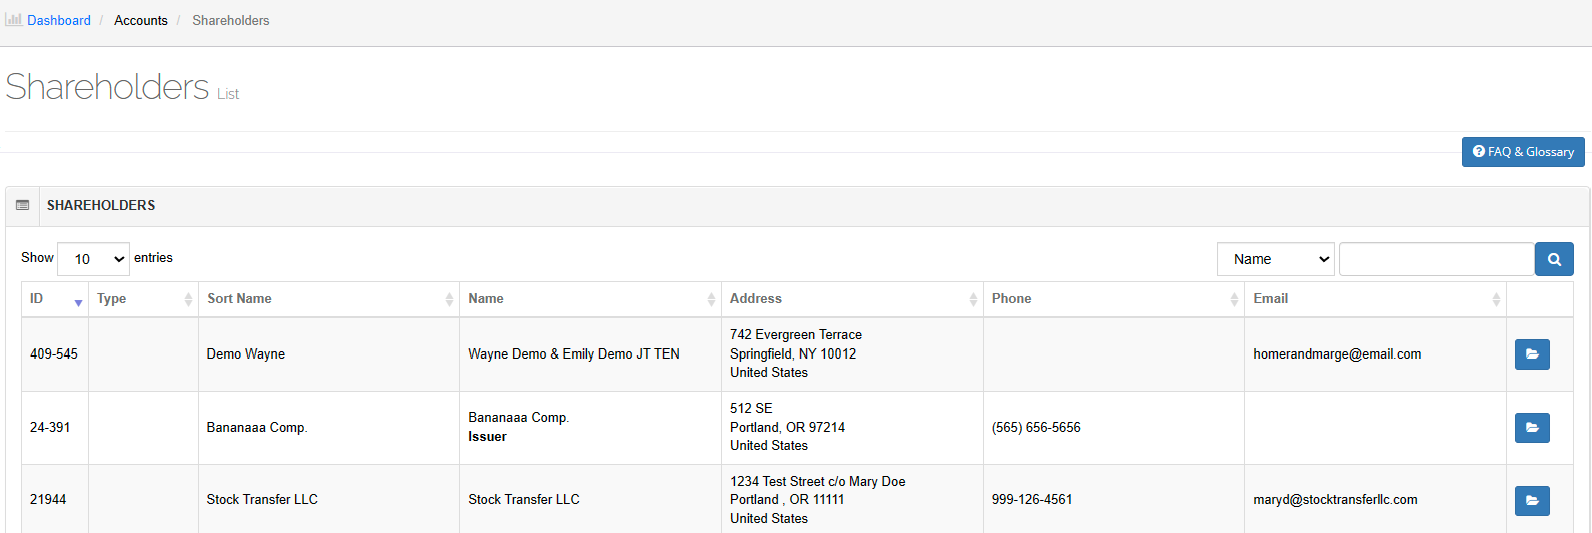 Dashboard / Accounts / Shareholders
Shareholders List
FAQ & Glossary
SHAREHOLDERS
Show 10 entries Name
ID Type Sort Name Name Address Phone Email
409-545 Demo Wayne Wayne Demo & Emily Demo JT TEN 742 Evergreen Terrace
Springfield, NY 10012
United States homerandmarge@email.com
24-391 Bananaaa Comp. Bananaaa Comp.
Issuer 512 SE
Portland, OR 97214
United States (565) 656-5656
21944 Stock Transfer LLC Stock Transfer LLC 1234 Test Street c/o Mary Doe
Portland , OR 11111
United States 999-126-4561 maryd@stocktransferllc.com